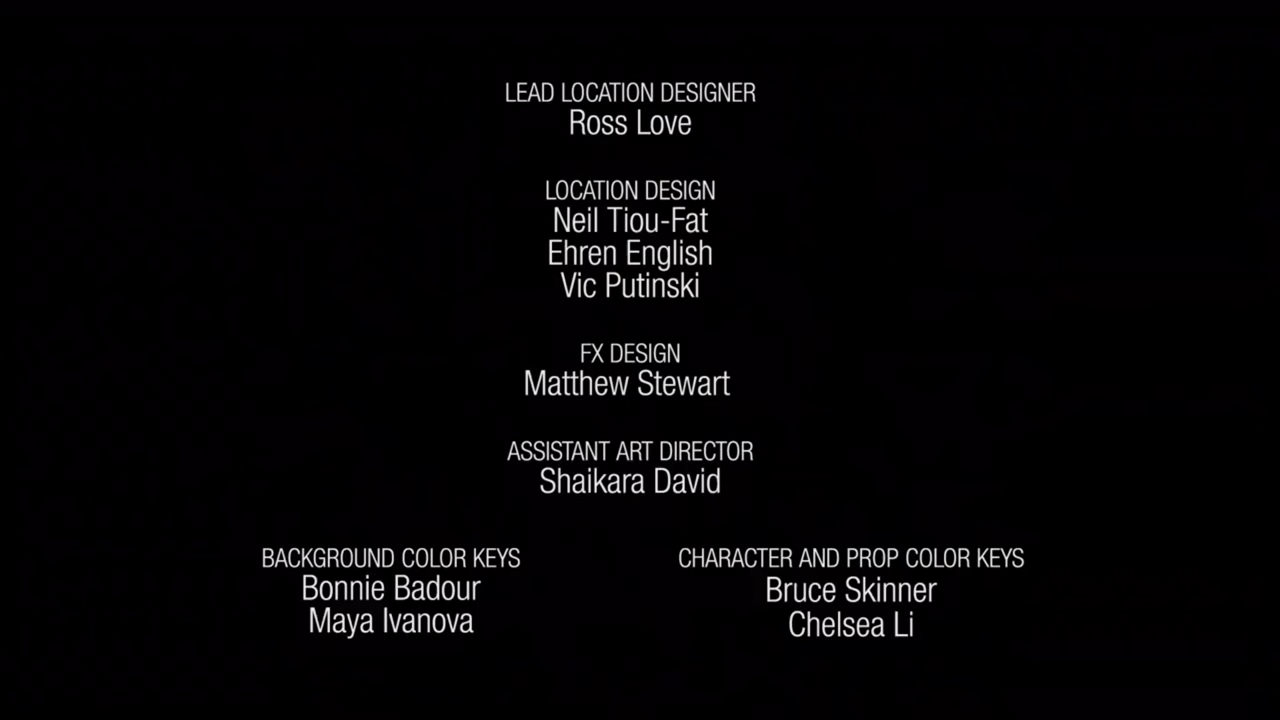 LEAD LOCATION DESIGNER
Ross Love
LOCATION DESIGN
Neil Tiou-Fat
Ehren English
Vic Putinski
FX DESIGN
Matthew Stewart
ASSISTANT ART DIRECTOR
Shaikara David
BACKGROUND COLOR KEYS
Bonnie Badour
Maya Ivanova
CHARACTER AND PROP COLOR KEYS
Bruce Skinner
Chelsea Li